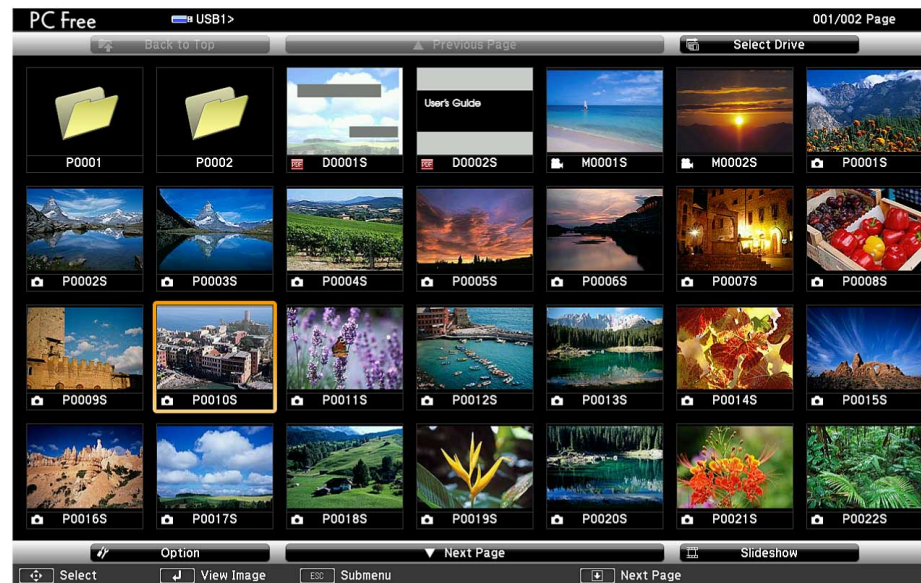 PC Free USB1> 001/002 Page
Back to Top ▲ Previous Page Select Drive
User's Guide
P0001 P0002 PDF D0001S PDF D0002S M0001S M0002S P0001S
P0002S P0003S P0004S P0005S P0006S P0007S P0008S
P0009S P0010S P0011S P0012S P0013S P0014S P0015S
P0016S P0017S P0018S P0019S P0020S P0021S P0022S
Option ▼ Next Page Slideshow
Select View Image ESC Submenu Next Page